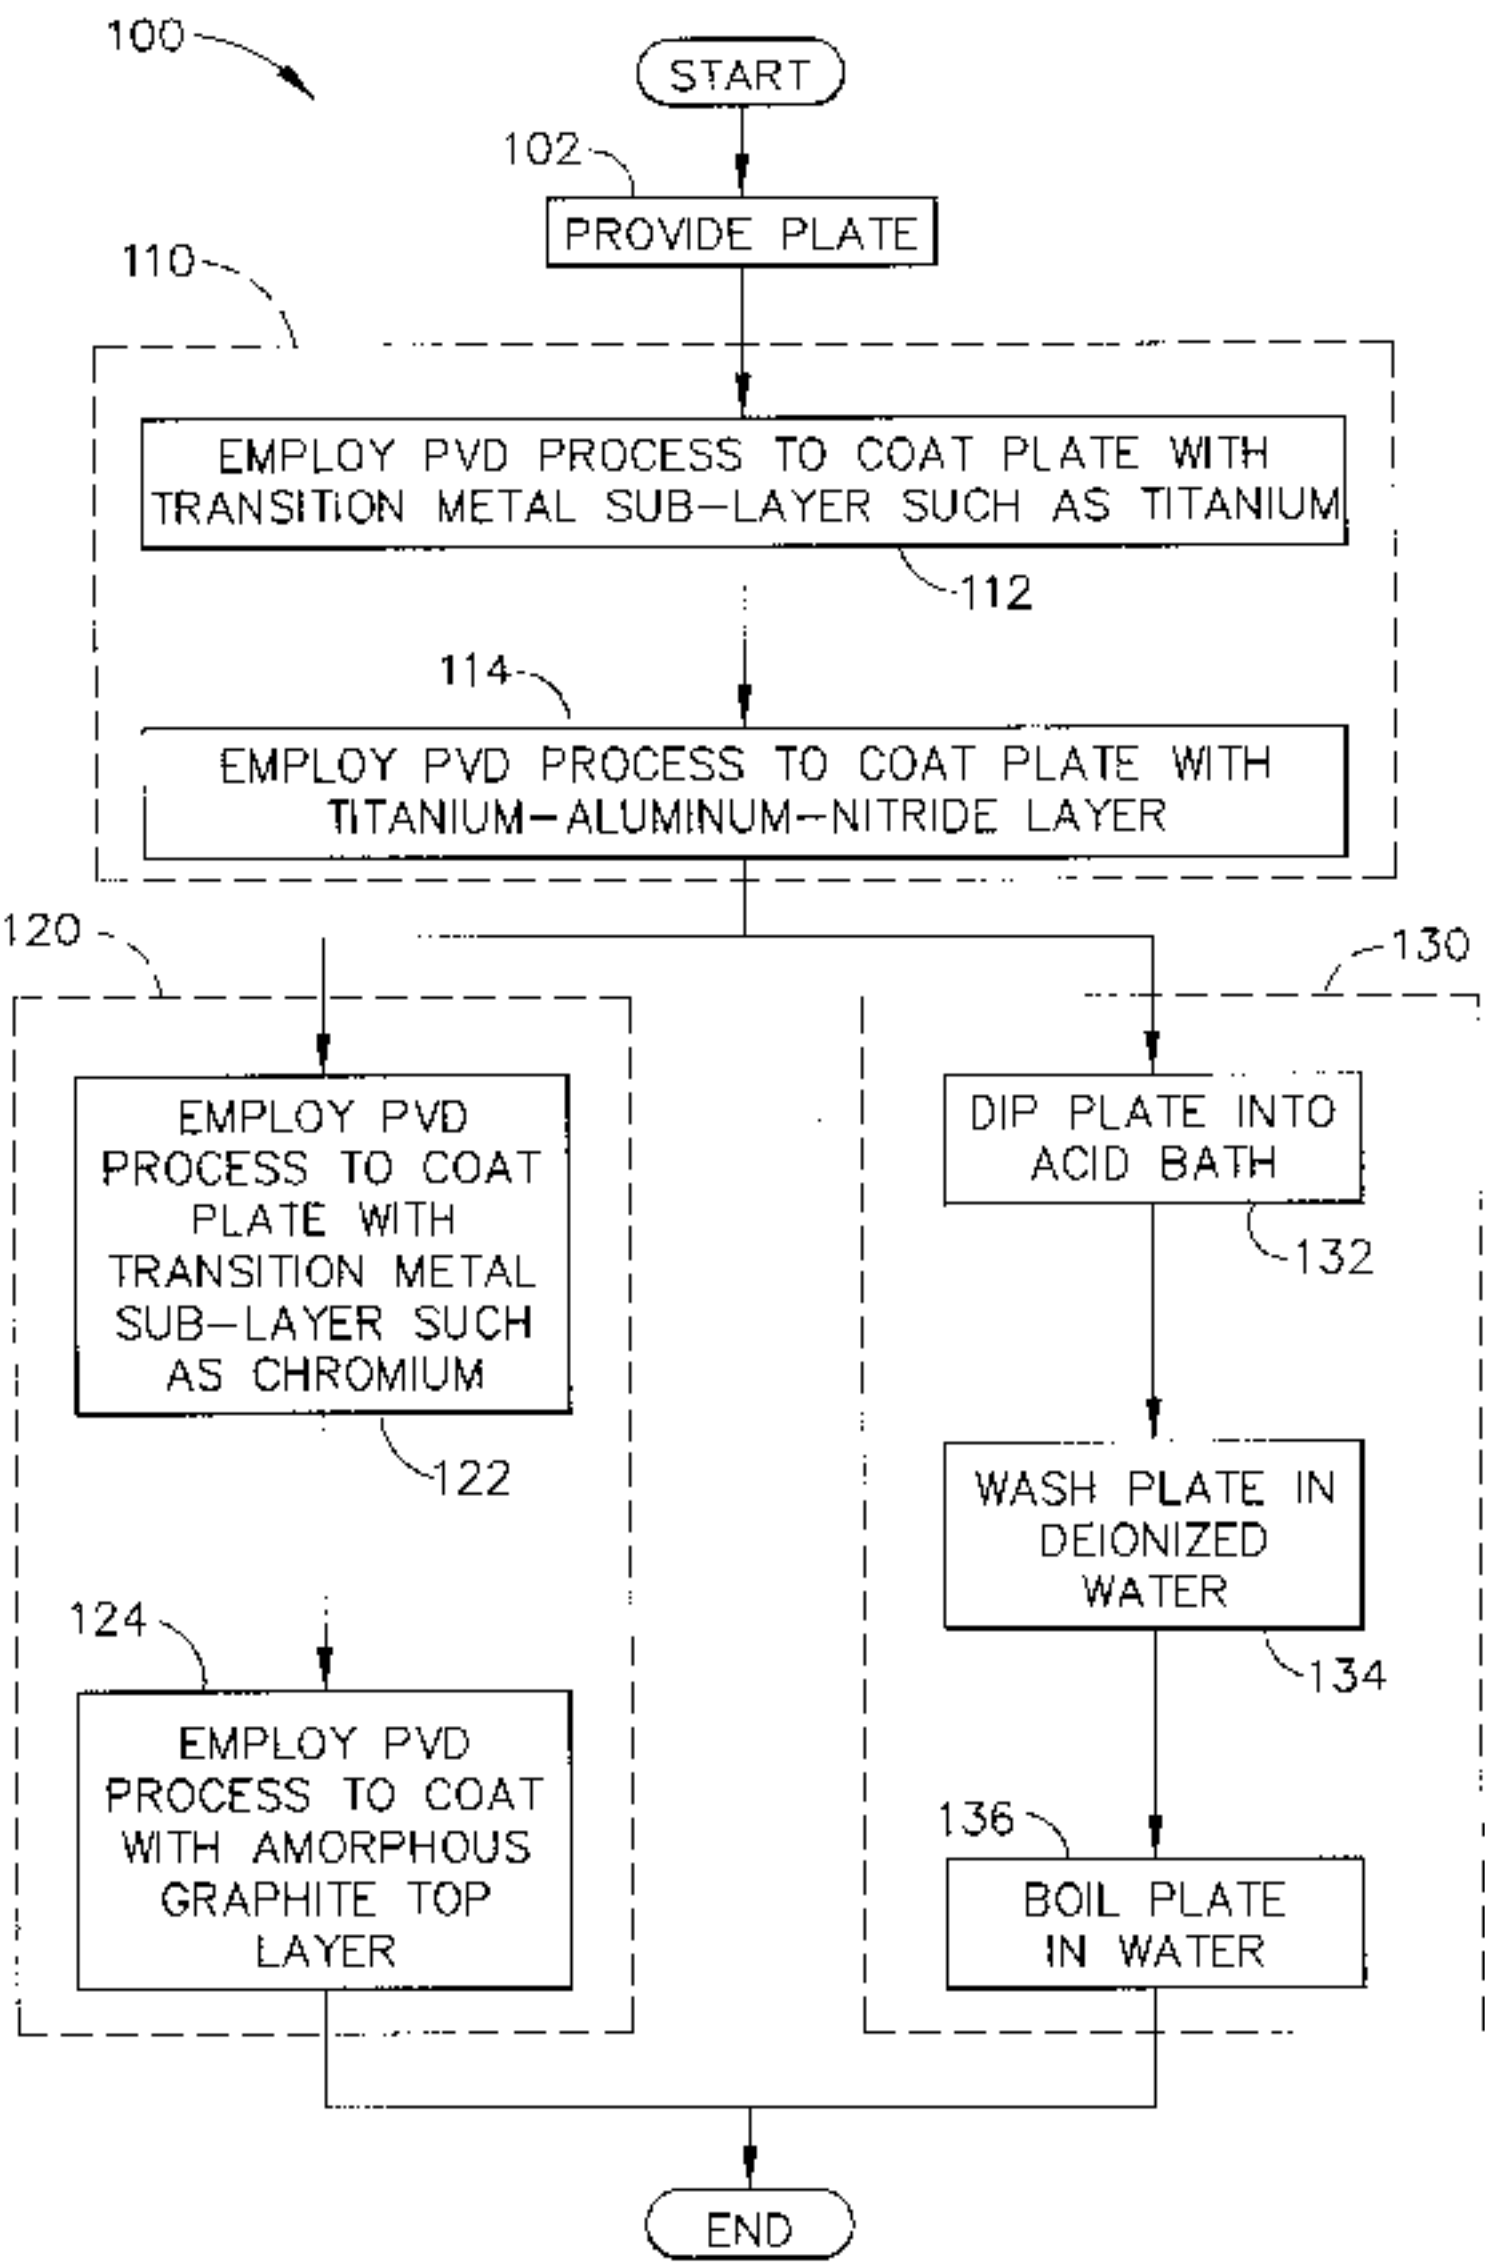 100
START
102
PROVIDE PLATE
110
EMPLOY PVD PROCESS TO COAT PLATE WITH
TRANSITION METAL SUB-LAYER SUCH AS TITANIUM
112
114
EMPLOY PVD PROCESS TO COAT PLATE WITH
TITANIUM-ALUMINUM-NITRIDE LAYER
120
EMPLOY PVD
PROCESS TO COAT
PLATE WITH
TRANSITION METAL
SUB-LAYER SUCH
AS CHROMIUM
122
124
EMPLOY PVD
PROCESS TO COAT
WITH AMORPHOUS
GRAPHITE TOP
LAYER
130
DIP PLATE INTO
ACID BATH
132
WASH PLATE IN
DEIONIZED
WATER
134
136
BOIL PLATE
IN WATER
END